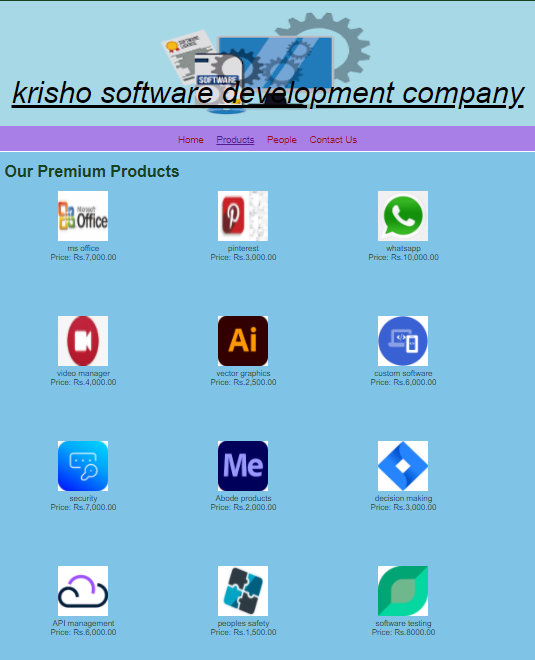 SOFTWARE LICENSE
SOFTWARE
krisho software development company
Home Products People Contact Us
Our Premium Products
Microsoft
Office
ms office pinterest whatsapp
Price: Rs.7,000.00 Price: Rs.3,000.00 Price: Rs.10,000.00
Ai
video manager vector graphics custom software
Price: Rs.4,000.00 Price: Rs.2,500.00 Price: Rs.6,000.00
Me
security Abode products decision making
Price: Rs.7,000.00 Price: Rs.2,000.00 Price: Rs.3,000.00
API management peoples safety software testing
Price: Rs.6,000.00 Price: Rs.1,500.00 Price: Rs.8000.00